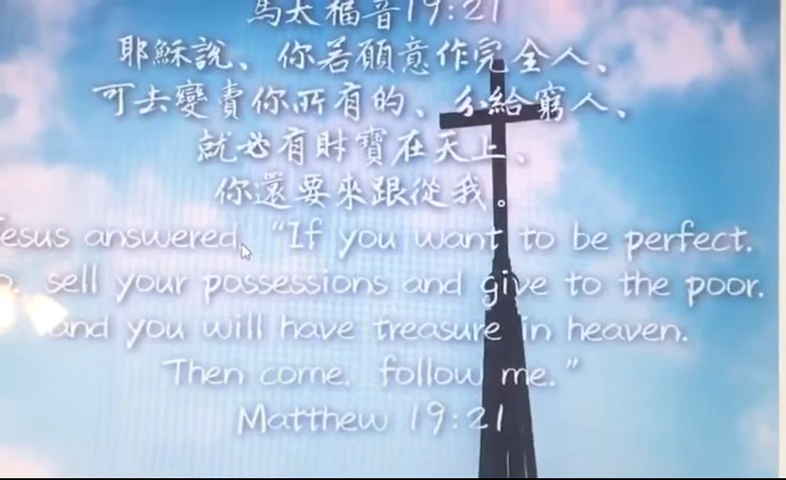 馬太福音19:21
耶穌說、你若願意作完全人、
可去變賣你所有的、分給窮人、
就必有財寶在天上、
你還要來跟從我。
esus answered, "If you want to be perfect.
sell your possessions and give to the poor.
and you will have treasure in heaven.
Then come. follow me."
Matthew 19:21